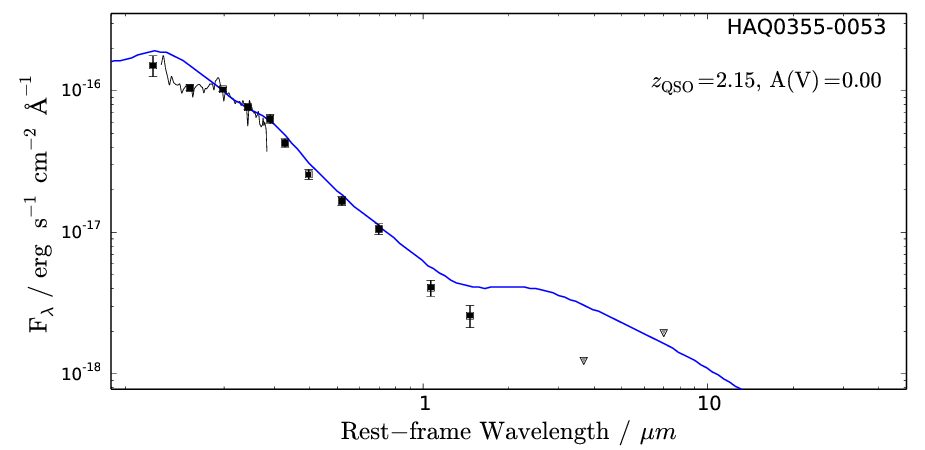 HAQ0355-0053
z_QSO=2.15, A(V)=0.00
10^-16
10^-17
10^-18
F_λ / erg s^−1 cm^−2 Å^−1
1
10
Rest−frame Wavelength / μm